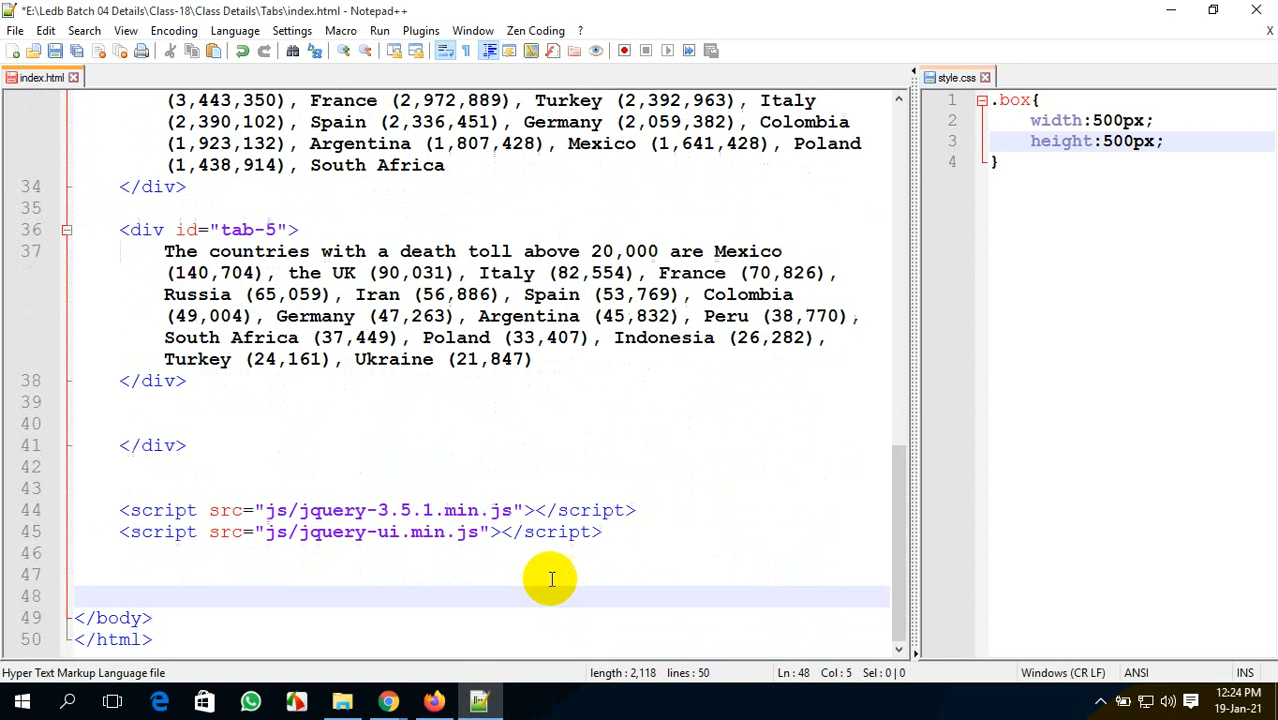 *E:\Ledb Batch 04 Details\Class-18\Class Details\Tabs\index.html - Notepad++
File Edit Search View Encoding Language Settings Macro Run Plugins Window Zen Coding ? X
index.html
style.css
(3,443,350), France (2,972,889), Turkey (2,392,963), Italy
(2,390,102), Spain (2,336,451), Germany (2,059,382), Colombia
(1,923,132), Argentina (1,807,428), Mexico (1,641,428), Poland
(1,438,914), South Africa
34 </div>
35
36 <div id="tab-5">
37 The countries with a death toll above 20,000 are Mexico
(140,704), the UK (90,031), Italy (82,554), France (70,826),
Russia (65,059), Iran (56,886), Spain (53,769), Colombia
(49,004), Germany (47,263), Argentina (45,832), Peru (38,770),
South Africa (37,449), Poland (33,407), Indonesia (26,282),
Turkey (24,161), Ukraine (21,847)
38 </div>
39
40
41 </div>
42
43
44 <script src="js/jquery-3.5.1.min.js"></script>
45 <script src="js/jquery-ui.min.js"></script>
46
47
48
49 </body>
50 </html>
1 .box{
2 width:500px;
3 height:500px;
4 }
Hyper Text Markup Language file length : 2,118 lines : 50 Ln : 48 Col : 5 Sel : 0 | 0 Windows (CR LF) ANSI INS
12:24 PM
19-Jan-21